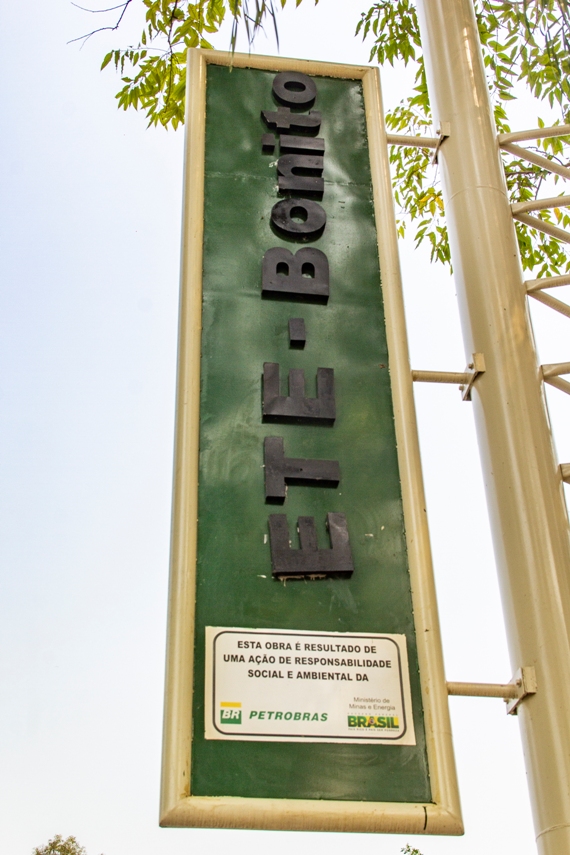 ETE-Bonito
ESTA OBRA É RESULTADO DE
UMA AÇÃO DE RESPONSABILIDADE
SOCIAL E AMBIENTAL DA
BR PETROBRAS
Ministério de
Minas e Energia
BRASIL